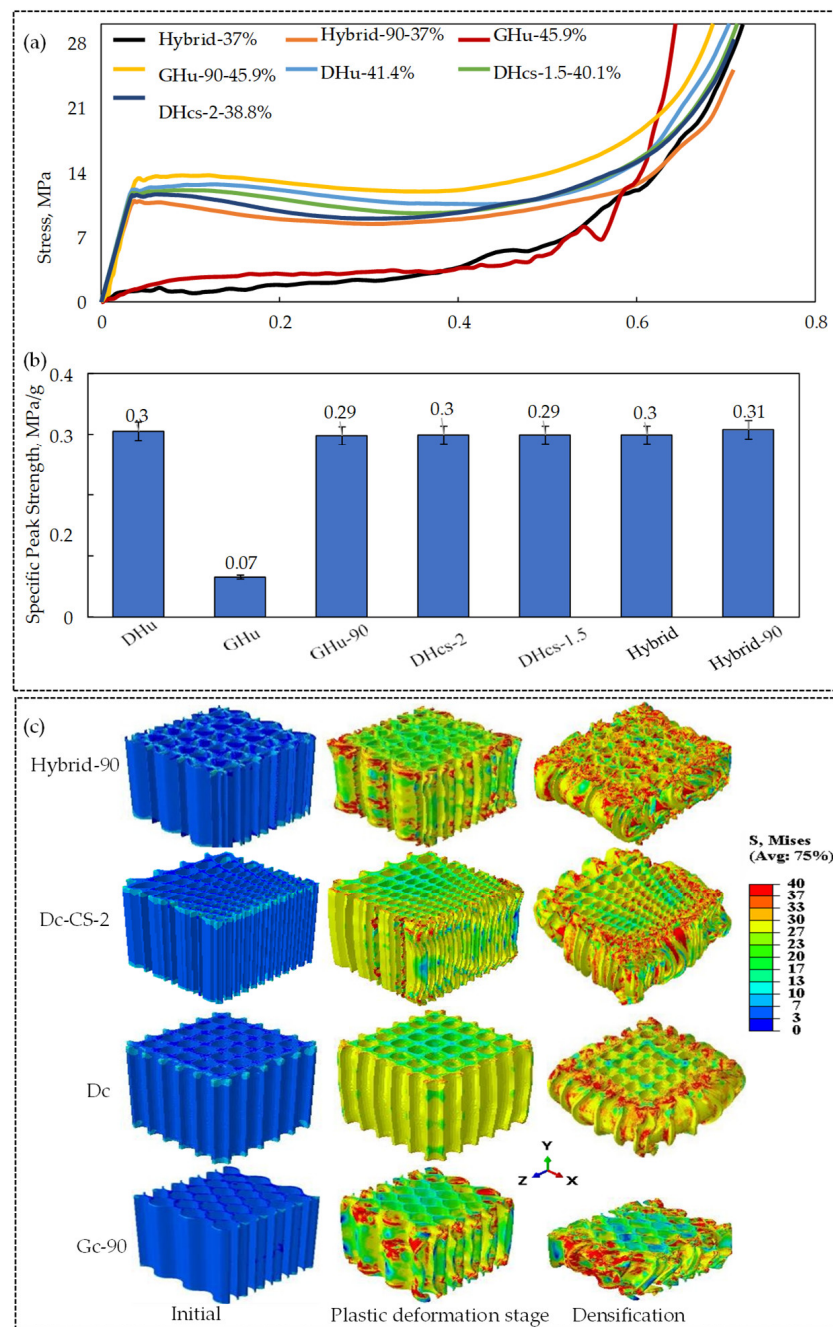 (a)
28
21
14
7
0
Stress, MPa
Hybrid-37%
Hybrid-90-37%
GHu-45.9%
GHu-90-45.9%
DHu-41.4%
DHcs-1.5-40.1%
DHcs-2-38.8%
0
0.2
0.4
0.6
0.8
(b)
Specific Peak Strength, MPa/g
0.4
0.3
0.2
0
0.3
0.07
0.29
0.3
0.29
0.3
0.31
DHu
GHu
GHu-90
DHcs-2
DHcs-1.5
Hybrid
Hybrid-90
(c)
Hybrid-90
Dc-CS-2
Dc
Gc-90
S, Mises
(Avg: 75%)
40
37
33
30
27
23
20
17
13
10
7
3
0
Y
Z
X
Initial
Plastic deformation stage
Densification